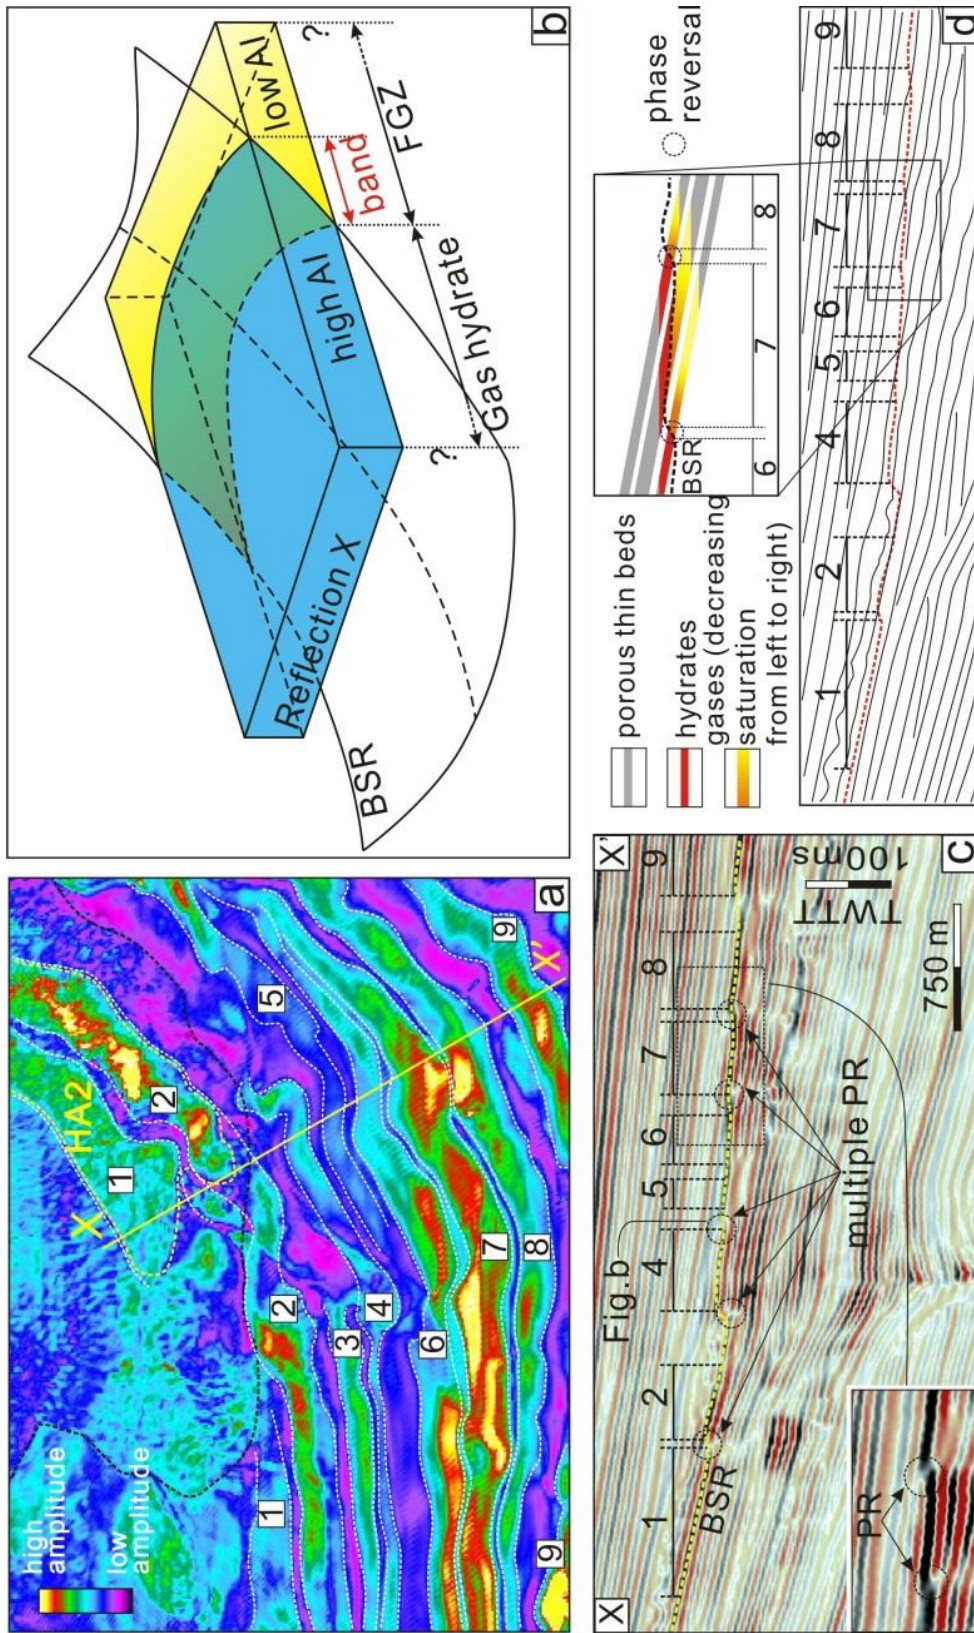 high
amplitude
low
amplitude
HA2
X
1
2
1
2
3
4
5
6
7
8
9
9
X'
a
BSR
Reflection X
high AI
low AI
Gas hydrate
band
FGZ
?
?
b
X
X'
1
2
4
5
6
7
8
9
Fig.b
BSR
multiple PR
PR
TWTT
100ms
750 m
c
porous thin beds
hydrates
gases (decreasing
saturation
from left to right)
BSR
6
7
8
phase
reversal
1
2
4
5
6
7
8
9
d